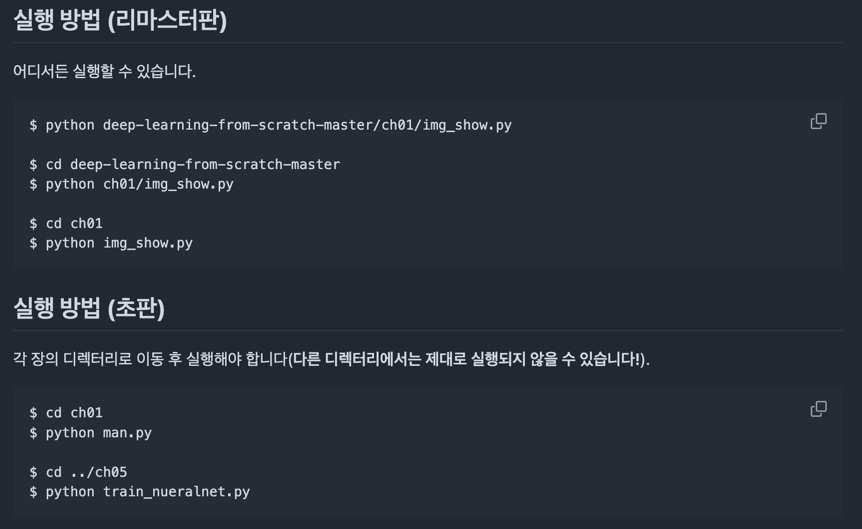 실행 방법 (리마스터판)
어디서든 실행할 수 있습니다.
$ python deep-learning-from-scratch-master/ch01/img_show.py
$ cd deep-learning-from-scratch-master
$ python ch01/img_show.py
$ cd ch01
$ python img_show.py
실행 방법 (초판)
각 장의 디렉터리로 이동 후 실행해야 합니다(다른 디렉터리에서는 제대로 실행되지 않을 수 있습니다!).
$ cd ch01
$ python man.py
$ cd ../ch05
$ python train_nueralnet.py